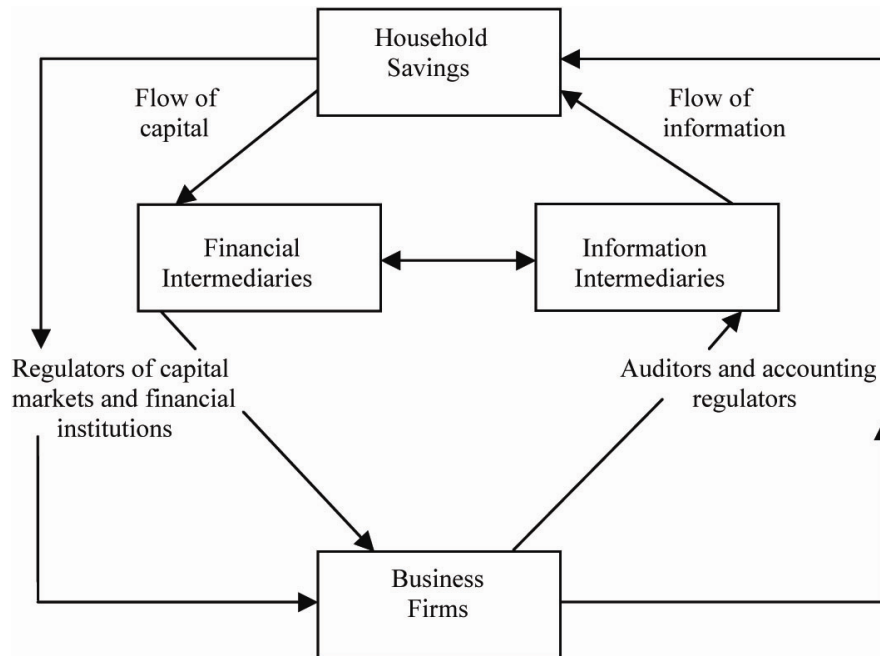 Household
Savings
Flow of
capital
Flow of
information
Financial
Intermediaries
Information
Intermediaries
Regulators of capital
markets and financial
institutions
Auditors and accounting
regulators
Business
Firms